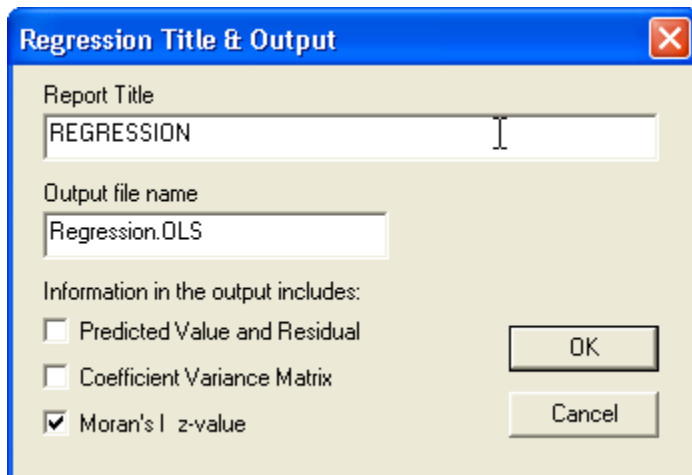 Regression Title & Output
Report Title
REGRESSION
Output file name
Regression.OLS
Information in the output includes:
Predicted Value and Residual
Coefficient Variance Matrix
Moran's I z-value
OK
Cancel